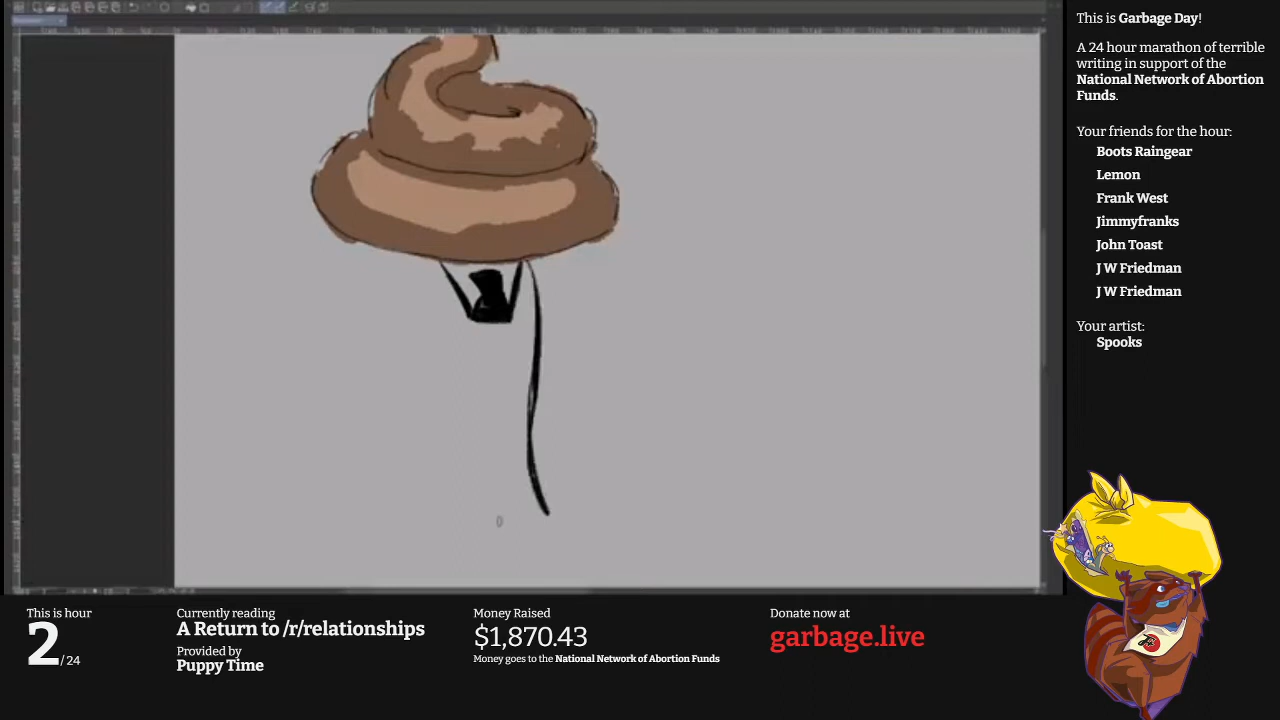 This is Garbage Day!
A 24 hour marathon of terrible
writing in support of the
National Network of Abortion
Funds.
Your friends for the hour:
Boots Raingear
Lemon
Frank West
Jimmyfranks
John Toast
J W Friedman
J W Friedman
Your artist:
Spooks
This is hour
2/24
Currently reading
A Return to /r/relationships
Provided by
Puppy Time
Money Raised
$1,870.43
Money goes to the National Network of Abortion Funds
Donate now at
garbage.live